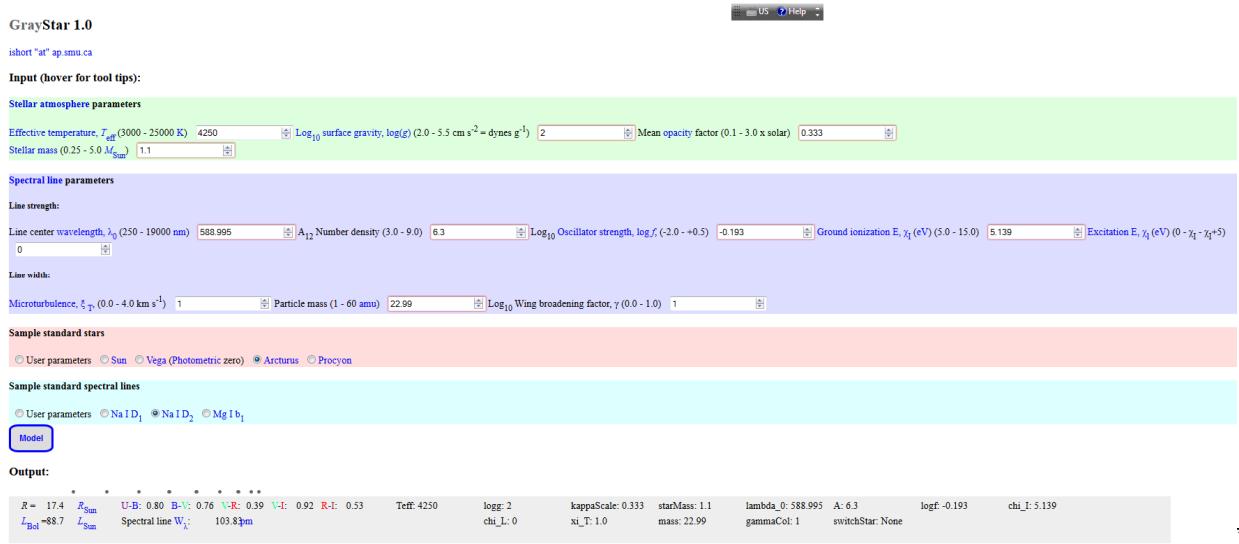 US Help
GrayStar 1.0
ishort "at" ap.smu.ca
Input (hover for tool tips):
Stellar atmosphere parameters
Effective temperature, Teff (3000 - 25000 K) 4250 Log10 surface gravity, log(g) (2.0 - 5.5 cm s-2 = dynes g-1) 2 Mean opacity factor (0.1 - 3.0 x solar) 0.333
Stellar mass (0.25 - 5.0 MSun) 1.1
Spectral line parameters
Line strength:
Line center wavelength, λ0 (250 - 19000 nm) 588.995 A12 Number density (3.0 - 9.0) 6.3 Log10 Oscillator strength, log f, (-2.0 - +0.5) -0.193 Ground ionization E, χI (eV) (5.0 - 15.0) 5.139 Excitation E, χI (eV) (0 - χI - χI+5)
0
Line width:
Microturbulence, ξT, (0.0 - 4.0 km s-1) 1 Particle mass (1 - 60 amu) 22.99 Log10 Wing broadening factor, γ (0.0 - 1.0) 1
Sample standard stars
User parameters Sun Vega (Photometric zero) Arcturus Procyon
Sample standard spectral lines
User parameters Na I D1 Na I D2 Mg I b1
Model
Output:
R = 17.4 RSun U-B: 0.80 B-V: 0.76 V-R: 0.39 V-I: 0.92 R-I: 0.53 Teff: 4250 logg: 2 kappaScale: 0.333 starMass: 1.1 lambda_0: 588.995 A: 6.3 logf: -0.193 chi_I: 5.139
LBol =88.7 LSun Spectral line Wλ: 103.83pm chi_L: 0 xi_T: 1.0 mass: 22.99 gammaCol: 1 switchStar: None